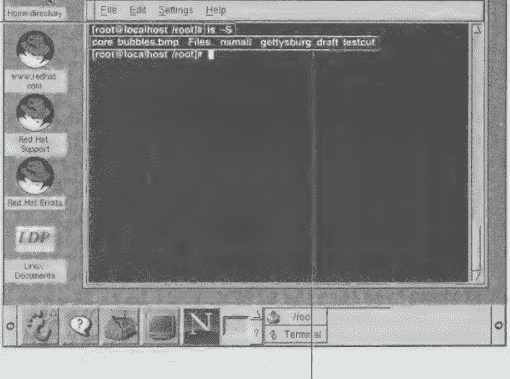 Home directory
File Edit Settings Help
[root@localhost /root]# ls -S
core bubbles.bmp Files nsmail gettysburg draft testcut
[root@localhost /root]#
www.redhat
com
Red Hat
Support
Red Hat Errata
LDP
Linux
Documents
N
?
/root
Terminal